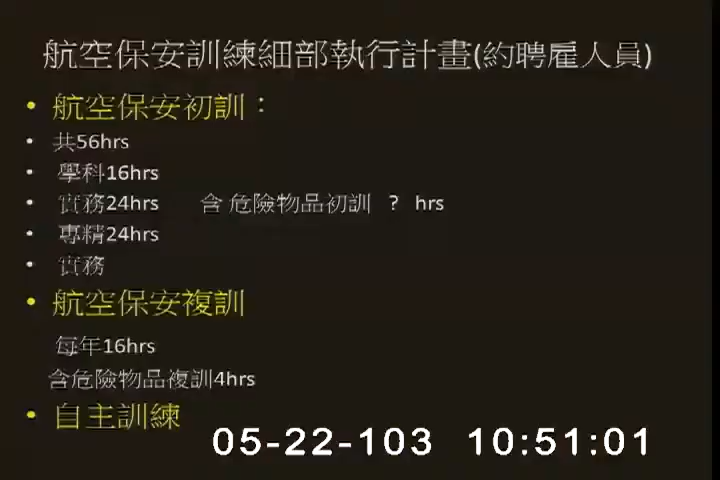 航空保安訓練細部執行計畫(約聘雇人員)
• 航空保安初訓：
• 共56hrs
• 學科16hrs
• 實務24hrs 含 危險物品初訓 ? hrs
• 專精24hrs
• 實務
• 航空保安複訓
每年16hrs
含危險物品複訓4hrs
• 自主訓練
05-22-103 10:51:01